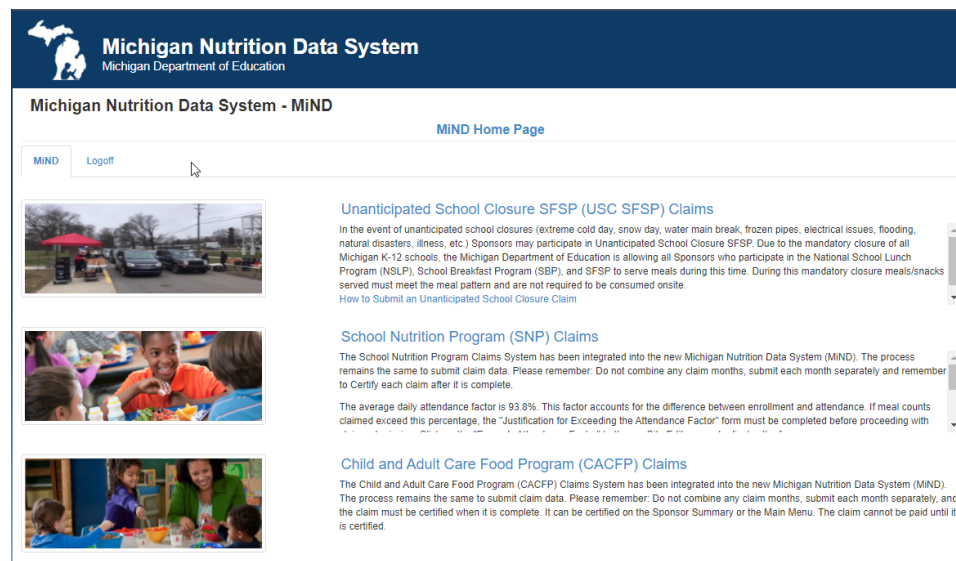 Michigan Nutrition Data System
Michigan Department of Education
Michigan Nutrition Data System - MiND
MiND Home Page
MiND
Logoff
Unanticipated School Closure SFSP (USC SFSP) Claims
In the event of unanticipated school closures (extreme cold day, snow day, water main break, frozen pipes, electrical issues, flooding,
natural disasters, illness, etc.) Sponsors may participate in Unanticipated School Closure SFSP. Due to the mandatory closure of all
Michigan K-12 schools, the Michigan Department of Education is allowing all Sponsors who participate in the National School Lunch
Program (NSLP), School Breakfast Program (SBP), and SFSP to serve meals during this time. During this mandatory closure meals/snacks
served must meet the meal pattern and are not required to be consumed onsite.
How to Submit an Unanticipated School Closure Claim
School Nutrition Program (SNP) Claims
The School Nutrition Program Claims System has been integrated into the new Michigan Nutrition Data System (MiND). The process
remains the same to submit claim data. Please remember: Do not combine any claim months, submit each month separately and remember
to Certify each claim after it is complete.
The average daily attendance factor is 93.8%. This factor accounts for the difference between enrollment and attendance. If meal counts
claimed exceed this percentage, the "Justification for Exceeding the Attendance Factor" form must be completed before proceeding with
Child and Adult Care Food Program (CACFP) Claims
The Child and Adult Care Food Program (CACFP) Claims System has been integrated into the new Michigan Nutrition Data System (MiND).
The process remains the same to submit claim data. Please remember: Do not combine any claim months, submit each month separately, and
the claim must be certified when it is complete. It can be certified on the Sponsor Summary or the Main Menu. The claim cannot be paid until it
is certified.